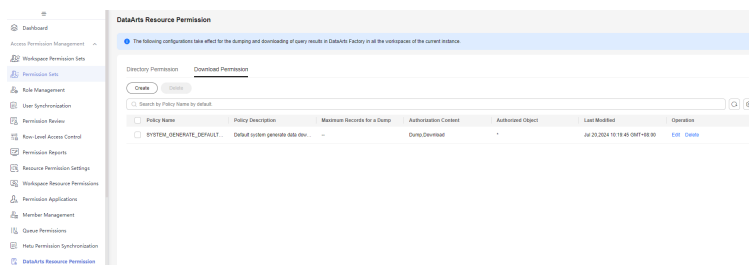 Dashboard
Access Permission Management
Workspace Permission Sets
Permission Sets
Role Management
User Synchronization
Permission Review
Row-Level Access Control
Permission Reports
Resource Permission Settings
Workspace Resource Permissions
Permission Applications
Member Management
Queue Permissions
Hetu Permission Synchronization
DataArts Resource Permission
DataArts Resource Permission
The following configurations take effect for the dumping and downloading of query results in DataArts Factory in all the workspaces of the current instance.
Directory Permission Download Permission
Create Delete
Search by Policy Name by default
Policy Name Policy Description Maximum Records for a Dump Authorization Content Authorized Object Last Modified Operation
SYSTEM_GENERATE_DEFAULT... Default system generate data dow... -- Dump,Download * Jul 20,2024 10:19:45 GMT+08:00 Edit Delete